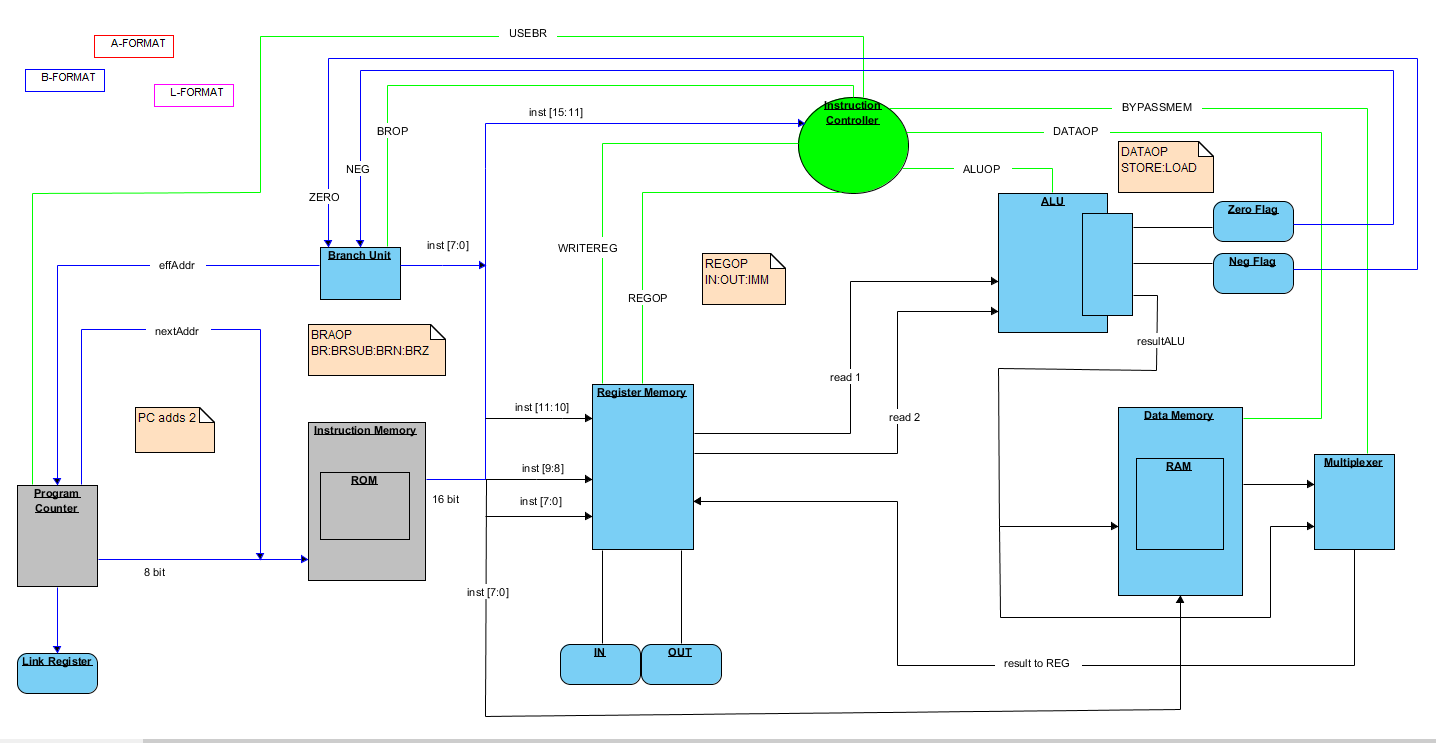 USEBR
A-FORMAT
B-FORMAT
L-FORMAT
BYPASSMEM
Instruction
Controller
inst [15:11]
BROP
DATAOP
DATAOP
STORE:LOAD
NEG
ALUOP
ZERO
ALU
Zero Flag
inst [7:0]
WRITEREG
Branch Unit
Neg Flag
effAddr
REGOP
IN:OUT:IMM
REGOP
nextAddr
BRAOP
BR:BRSUB:BRN:BRZ
resultALU
read 1
Register Memory
inst [11:10]
PC adds 2
read 2
Data Memory
Instruction Memory
Multiplexer
inst [9:8]
RAM
ROM
Program
Counter
16 bit
inst [7:0]
8 bit
inst [7:0]
IN
OUT
Link Register
result to REG